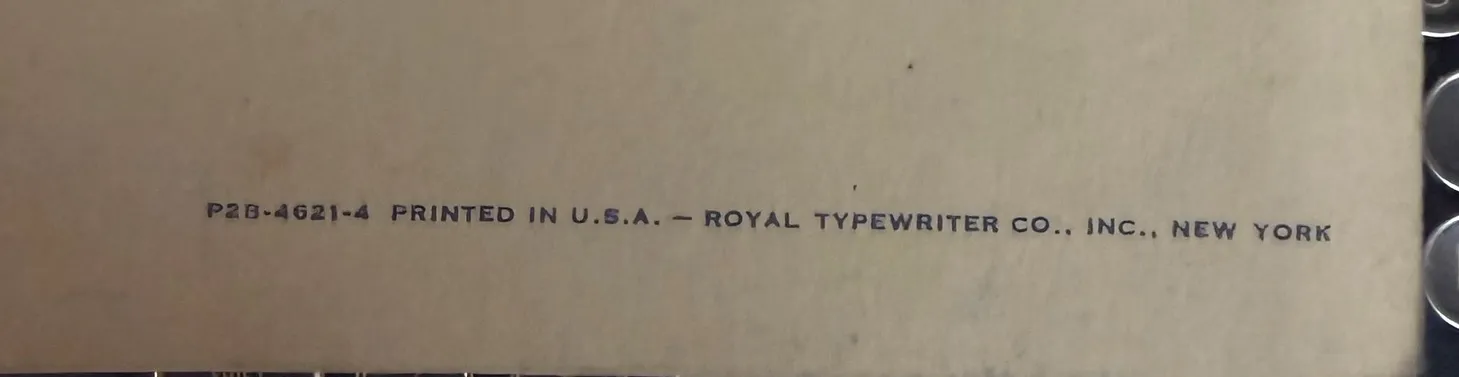 P2B-4621-4 PRINTED IN U.S.A. — ROYAL TYPEWRITER CO., INC., NEW YORK